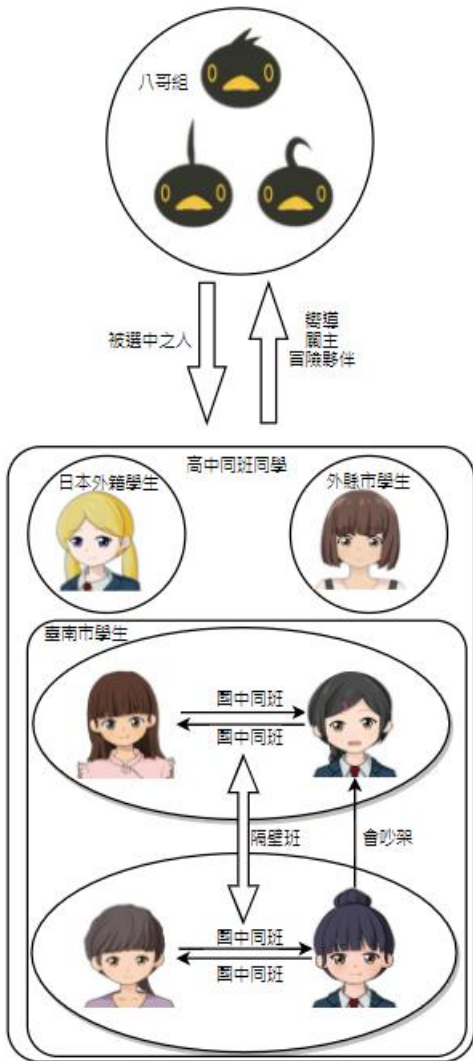 八哥組
被選中之人
嚮導
關主
冒險夥伴
高中同班同學
日本外籍學生
外縣市學生
臺南市學生
國中同班
國中同班
隔壁班
會吵架
國中同班
國中同班